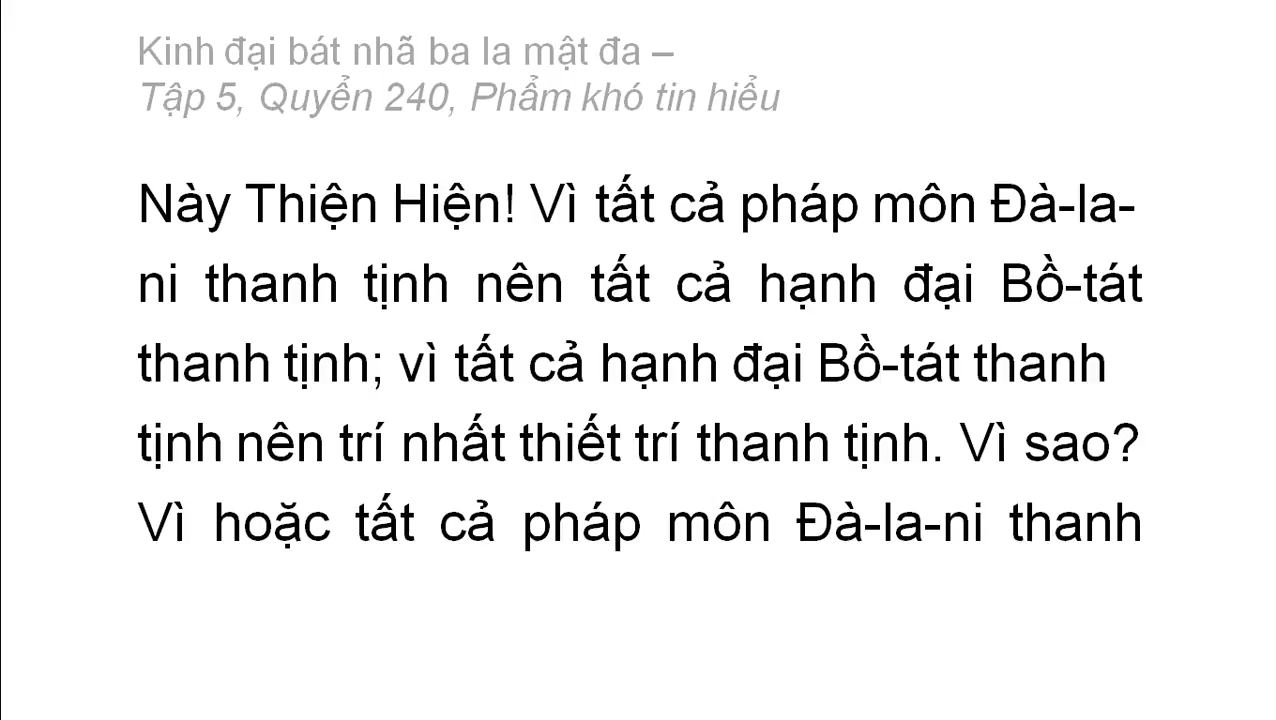 Kinh đại bát nhã ba la mật đa –
Tập 5, Quyển 240, Phẩm khó tin hiểu
Này Thiện Hiện! Vì tất cả pháp môn Đà-la-
ni thanh tịnh nên tất cả hạnh đại Bồ-tát
thanh tịnh; vì tất cả hạnh đại Bồ-tát thanh
tịnh nên trí nhất thiết trí thanh tịnh. Vì sao?
Vì hoặc tất cả pháp môn Đà-la-ni thanh